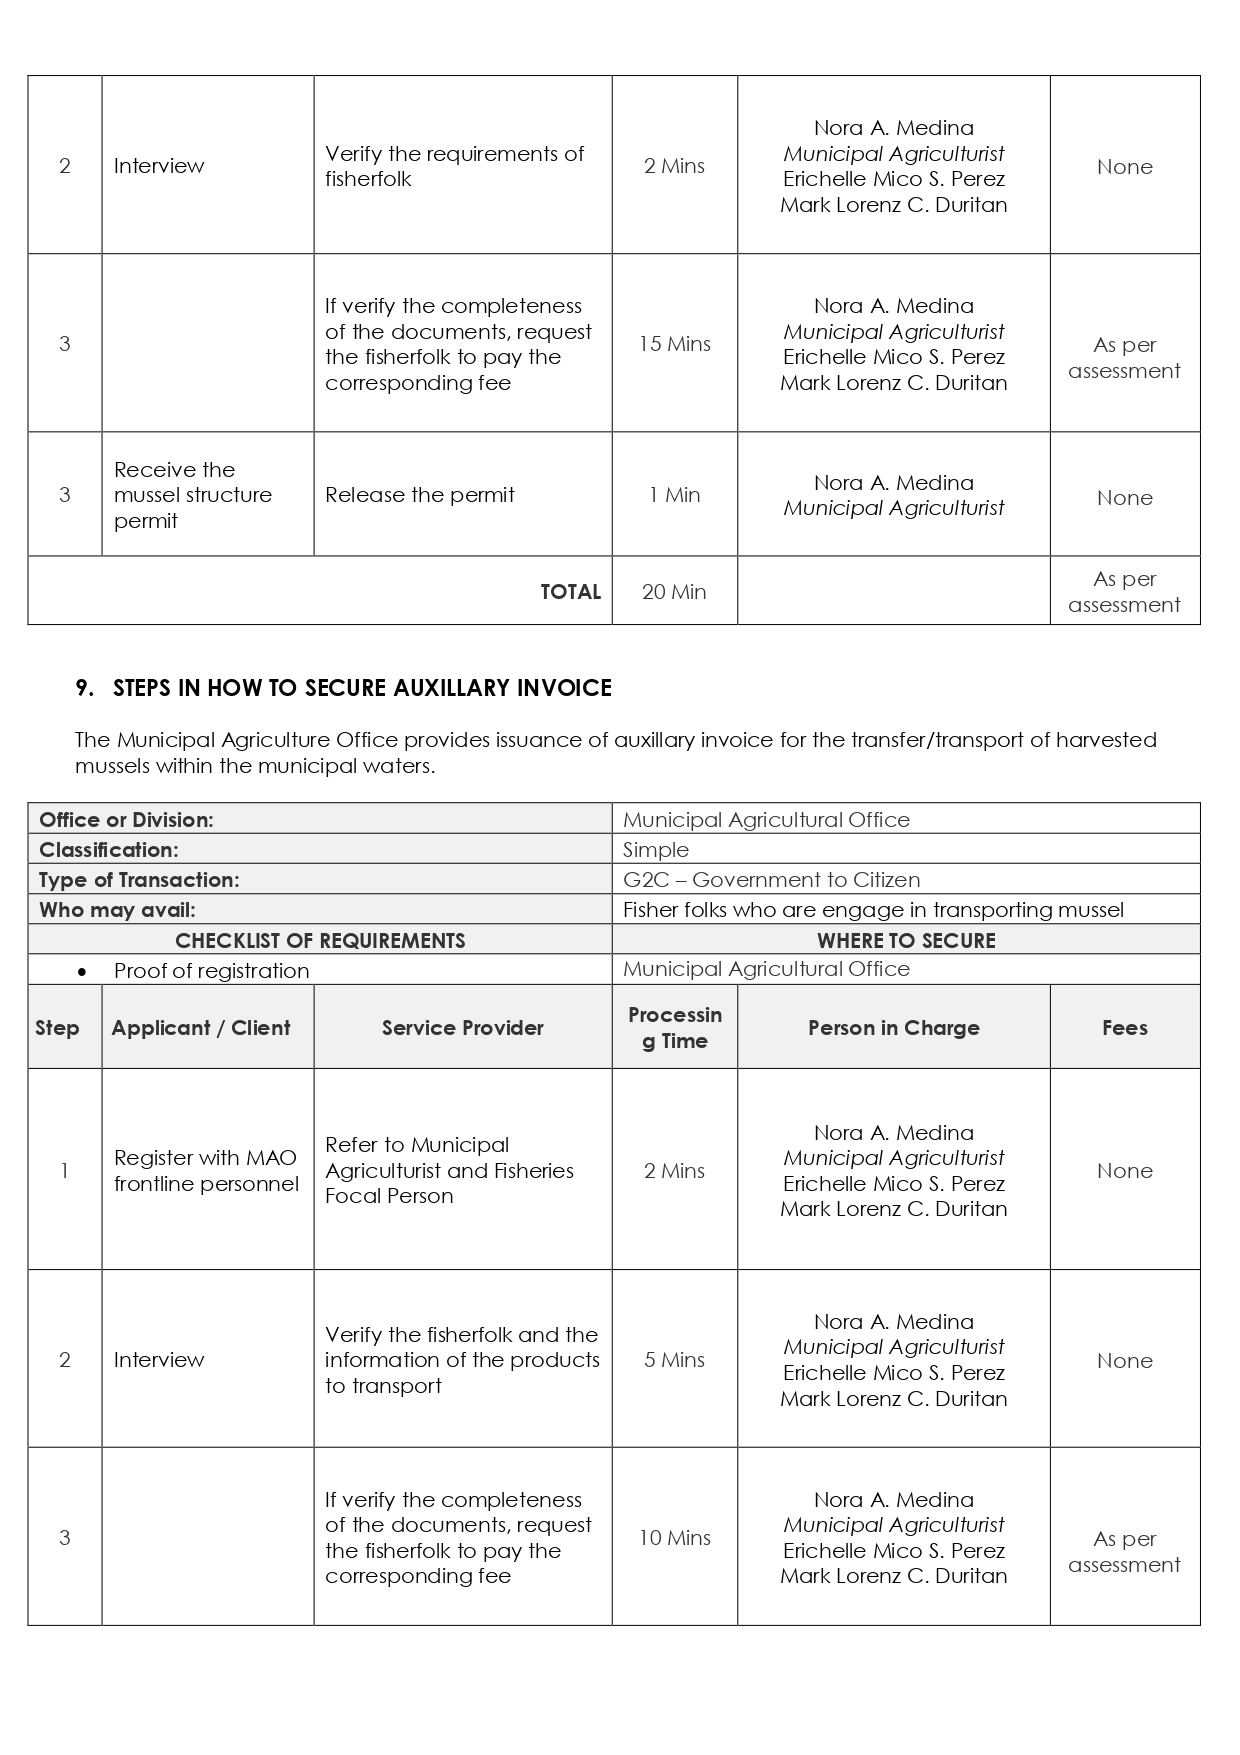 2
Interview
Verify the requirements of
fisherfolk
2 Mins
Nora A. Medina
Municipal Agriculturist
Erichelle Mico S. Perez
Mark Lorenz C. Duritan
None
3
If verify the completeness
of the documents, request
the fisherfolk to pay the
corresponding fee
15 Mins
Nora A. Medina
Municipal Agriculturist
Erichelle Mico S. Perez
Mark Lorenz C. Duritan
As per
assessment
3
Receive the
mussel structure
permit
Release the permit
1 Min
Nora A. Medina
Municipal Agriculturist
None
TOTAL
20 Min
As per
assessment
9. STEPS IN HOW TO SECURE AUXILLARY INVOICE
The Municipal Agriculture Office provides issuance of auxillary invoice for the transfer/transport of harvested
mussels within the municipal waters.
Office or Division:
Municipal Agricultural Office
Classification:
Simple
Type of Transaction:
G2C – Government to Citizen
Who may avail:
Fisher folks who are engage in transporting mussel
CHECKLIST OF REQUIREMENTS
WHERE TO SECURE
• Proof of registration
Municipal Agricultural Office
Step
Applicant / Client
Service Provider
Processin
g Time
Person in Charge
Fees
1
Register with MAO
frontline personnel
Refer to Municipal
Agriculturist and Fisheries
Focal Person
2 Mins
Nora A. Medina
Municipal Agriculturist
Erichelle Mico S. Perez
Mark Lorenz C. Duritan
None
2
Interview
Verify the fisherfolk and the
information of the products
to transport
5 Mins
Nora A. Medina
Municipal Agriculturist
Erichelle Mico S. Perez
Mark Lorenz C. Duritan
None
3
If verify the completeness
of the documents, request
the fisherfolk to pay the
corresponding fee
10 Mins
Nora A. Medina
Municipal Agriculturist
Erichelle Mico S. Perez
Mark Lorenz C. Duritan
As per
assessment